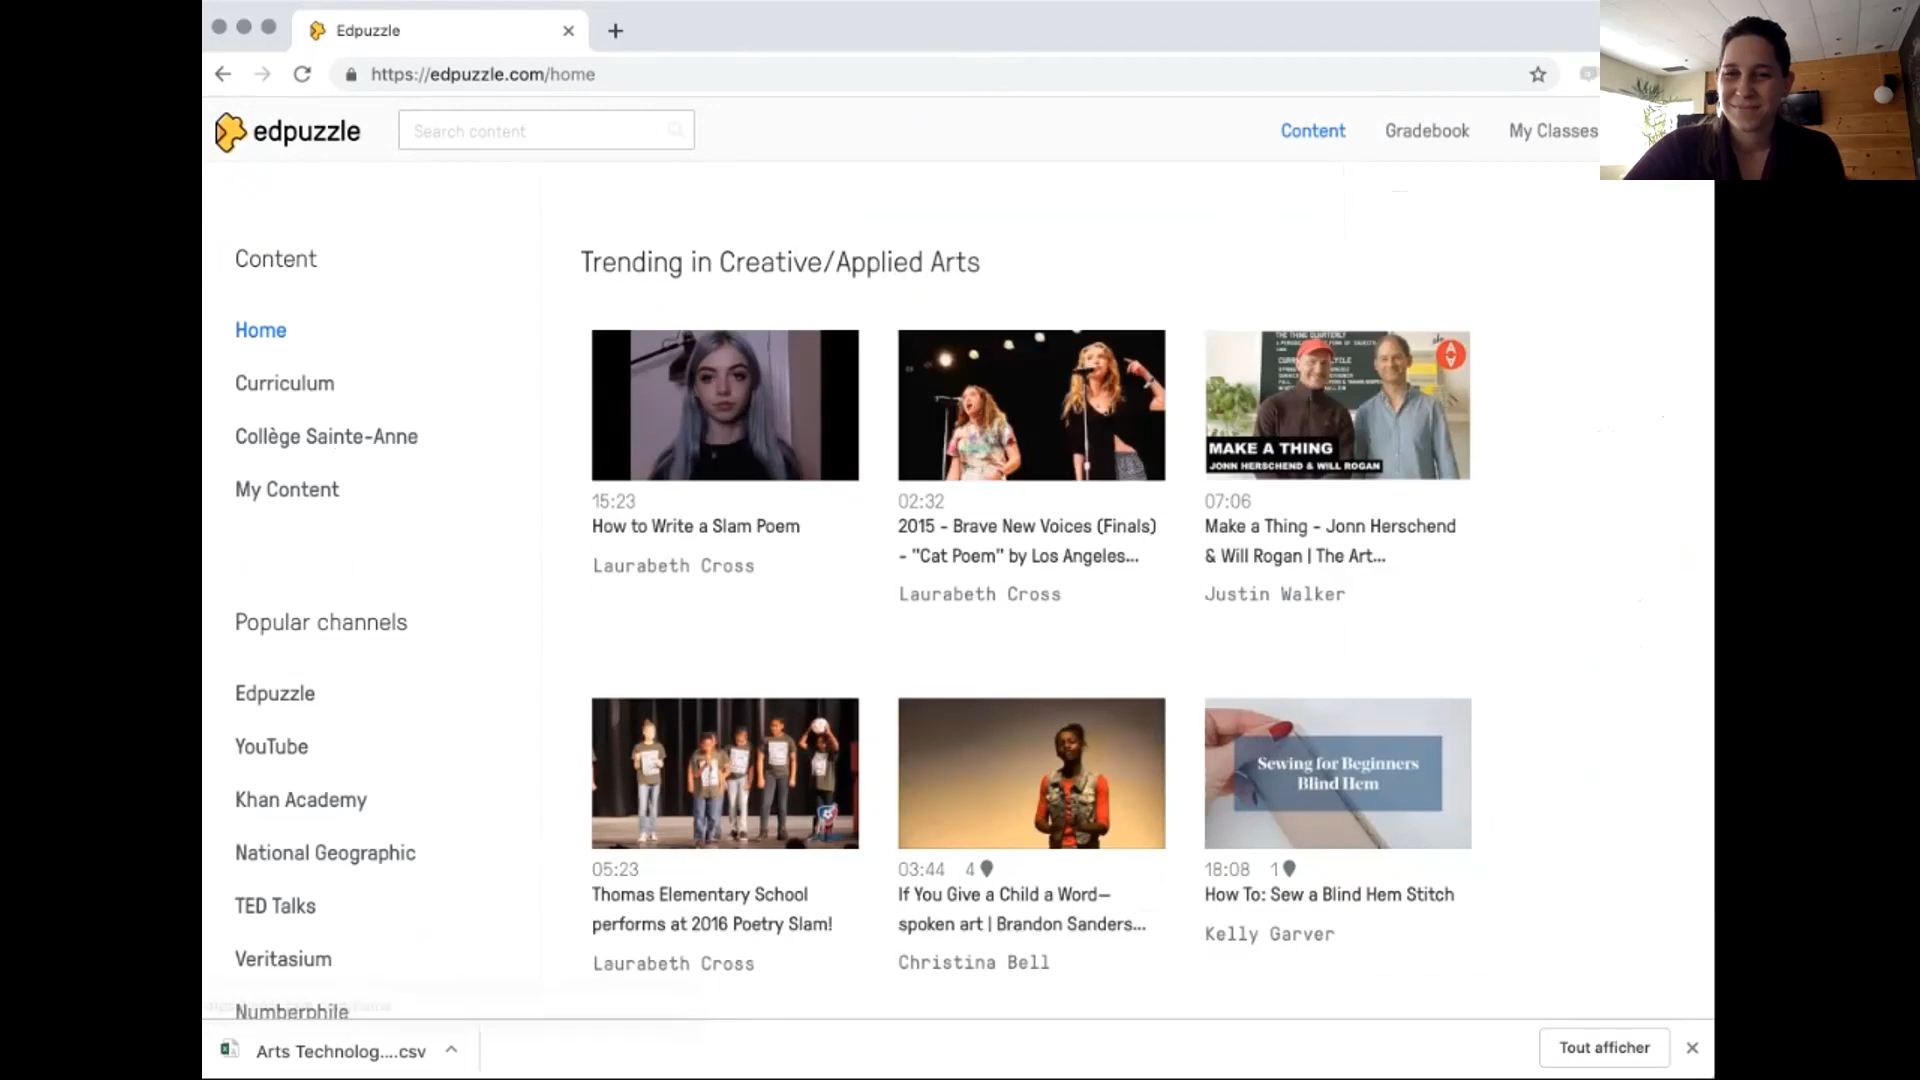 Edpuzzle
https://edpuzzle.com/home
edpuzzle
Search content
Content
Gradebook
My Classes
Content
Home
Curriculum
Collège Sainte-Anne
My Content
Popular channels
Edpuzzle
YouTube
Khan Academy
National Geographic
TED Talks
Veritasium
Numberphile
Trending in Creative/Applied Arts
15:23
How to Write a Slam Poem
Laurabeth Cross
02:32
2015 - Brave New Voices (Finals)
- "Cat Poem" by Los Angeles...
Laurabeth Cross
MAKE A THING
JONN HERSCHEND & WILL ROGAN
07:06
Make a Thing - Jonn Herschend
& Will Rogan | The Art...
Justin Walker
05:23
Thomas Elementary School
performs at 2016 Poetry Slam!
Laurabeth Cross
03:44 4
If You Give a Child a Word—
spoken art | Brandon Sanders...
Christina Bell
Sewing for Beginners
Blind Hem
18:08 1
How To: Sew a Blind Hem Stitch
Kelly Garver
Arts Technolog....csv
Tout afficher